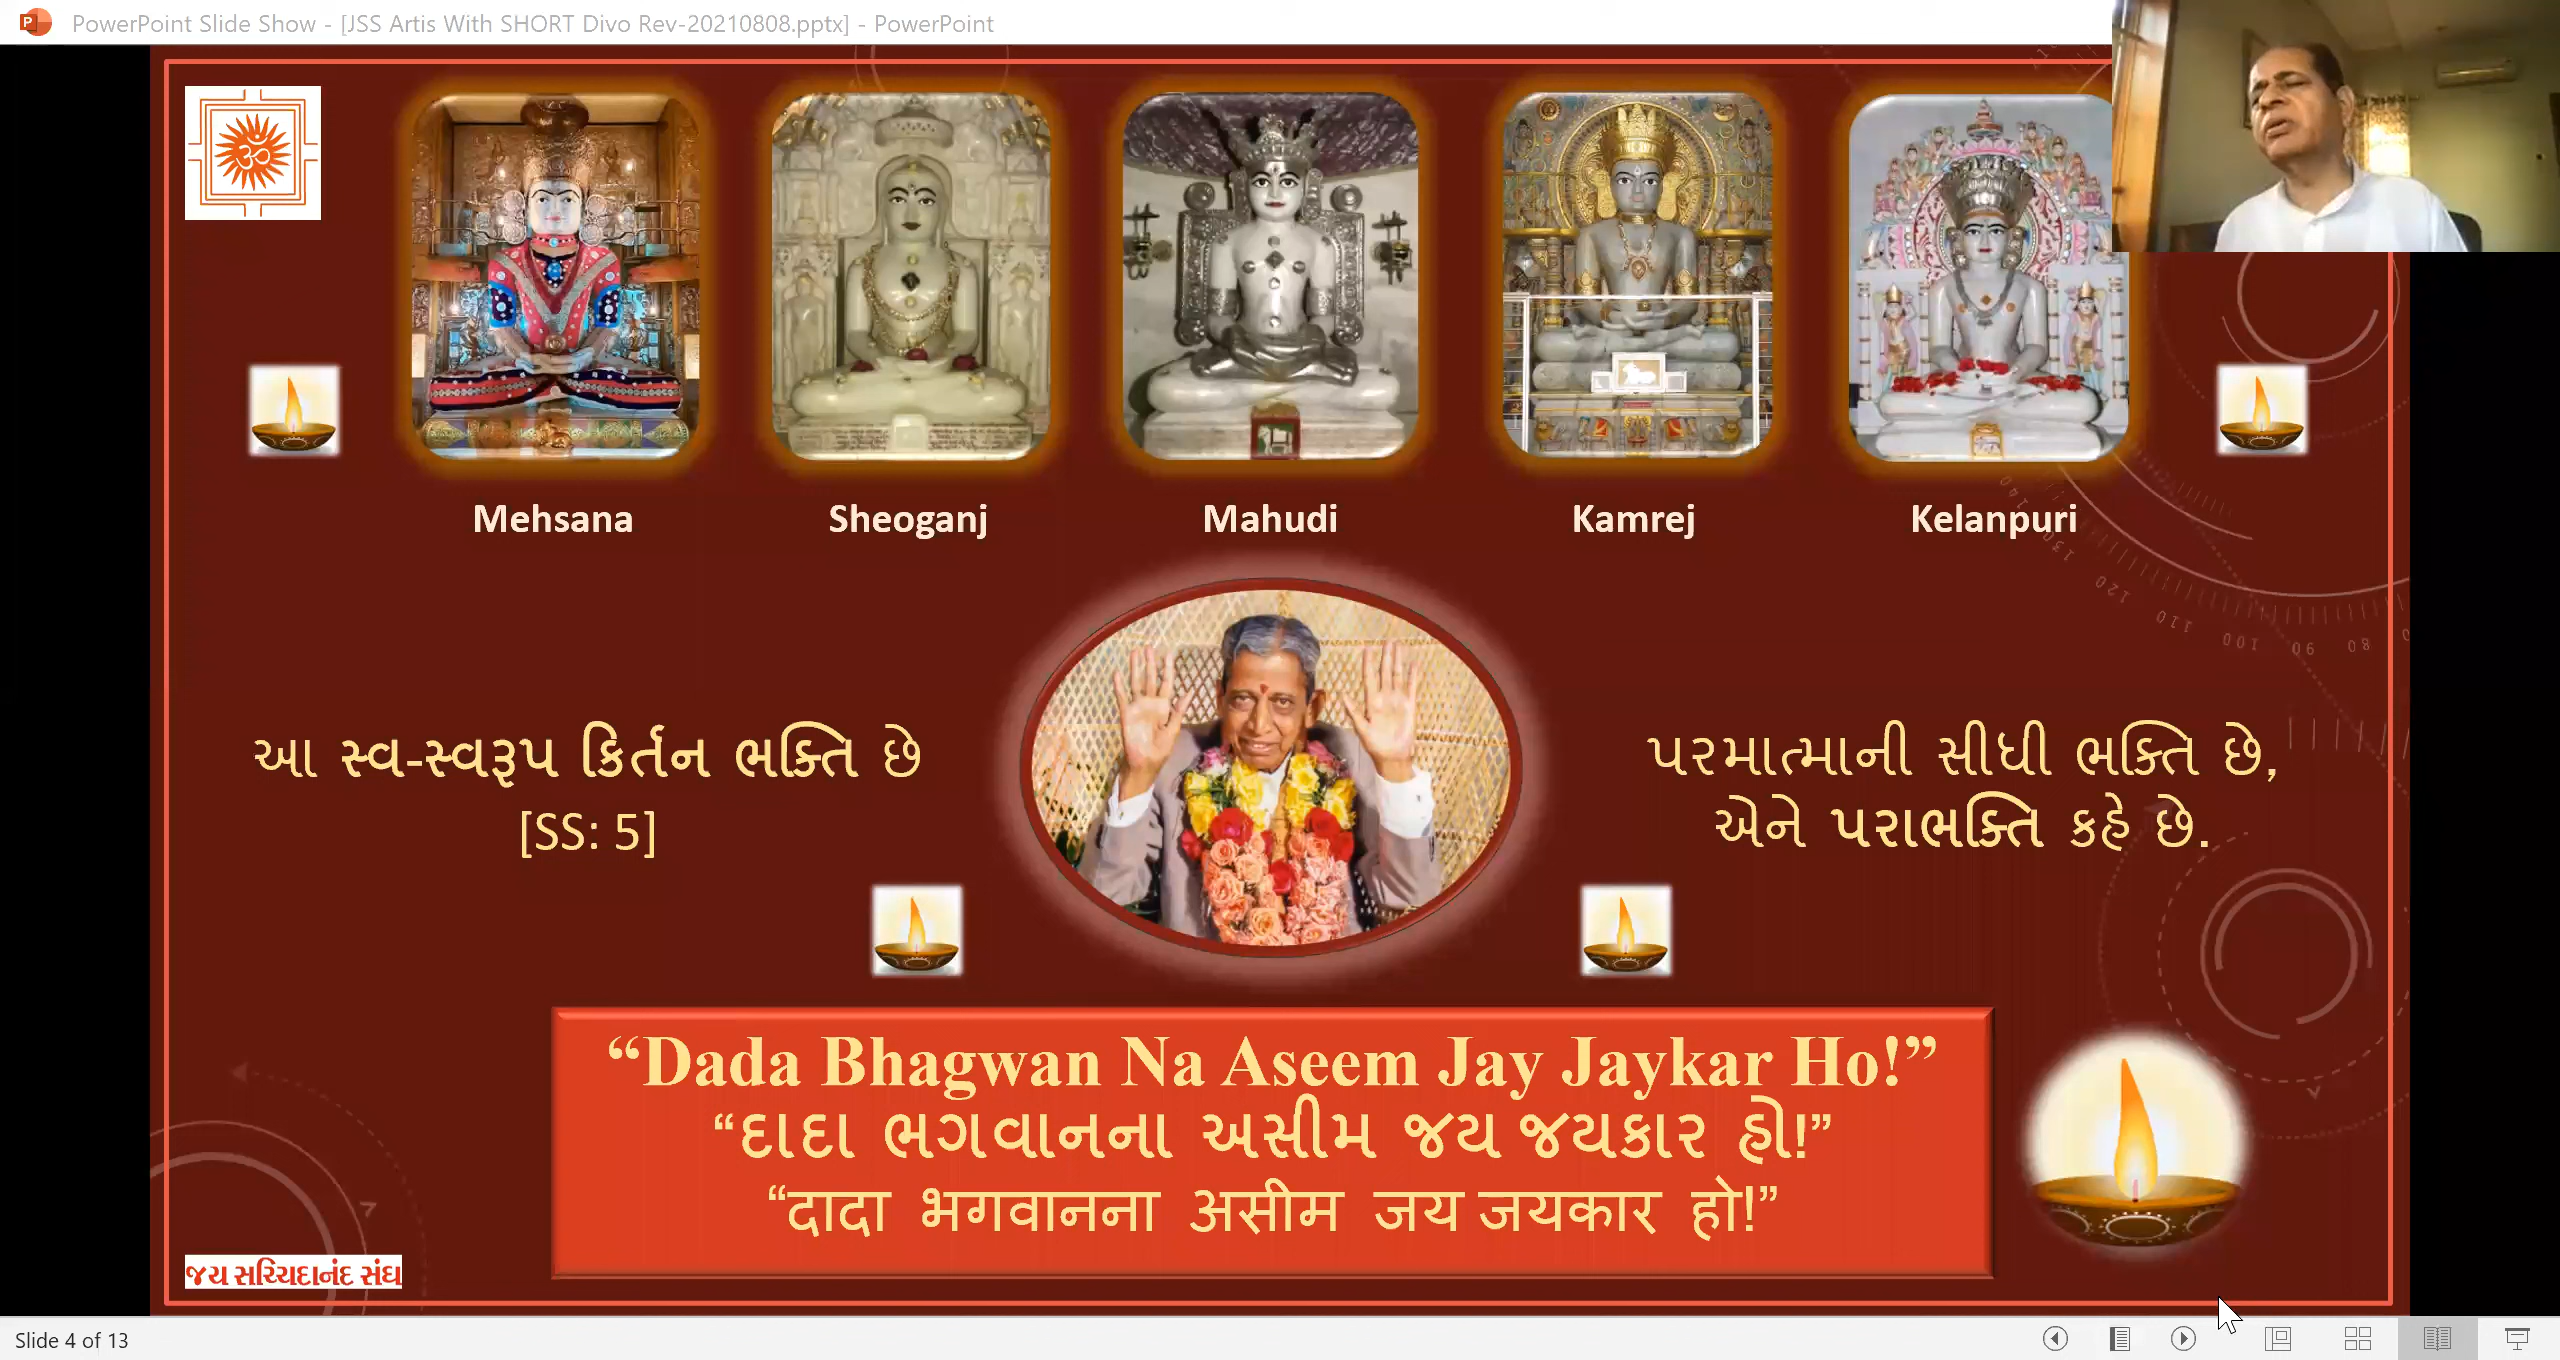 PowerPoint Slide Show - [JSS Artis With SHORT Divo Rev-20210808.pptx] - PowerPoint
Mehsana
Sheoganj
Mahudi
Kamrej
Kelanpuri
આ સ્વ-સ્વરૂપ કિર્તન ભક્તિ છે
[SS: 5]
પરમાત્માની સીધી ભક્તિ છે,
એને પરાભક્તિ કહે છે.
“Dada Bhagwan Na Aseem Jay Jaykar Ho!”
“દાદા ભગવાનના અસીમ જય જયકાર હો!”
“दादा भगवानना असीम जय जयकार हो!”
જય સચ્ચિદાનંદ સંઘ
Slide 4 of 13